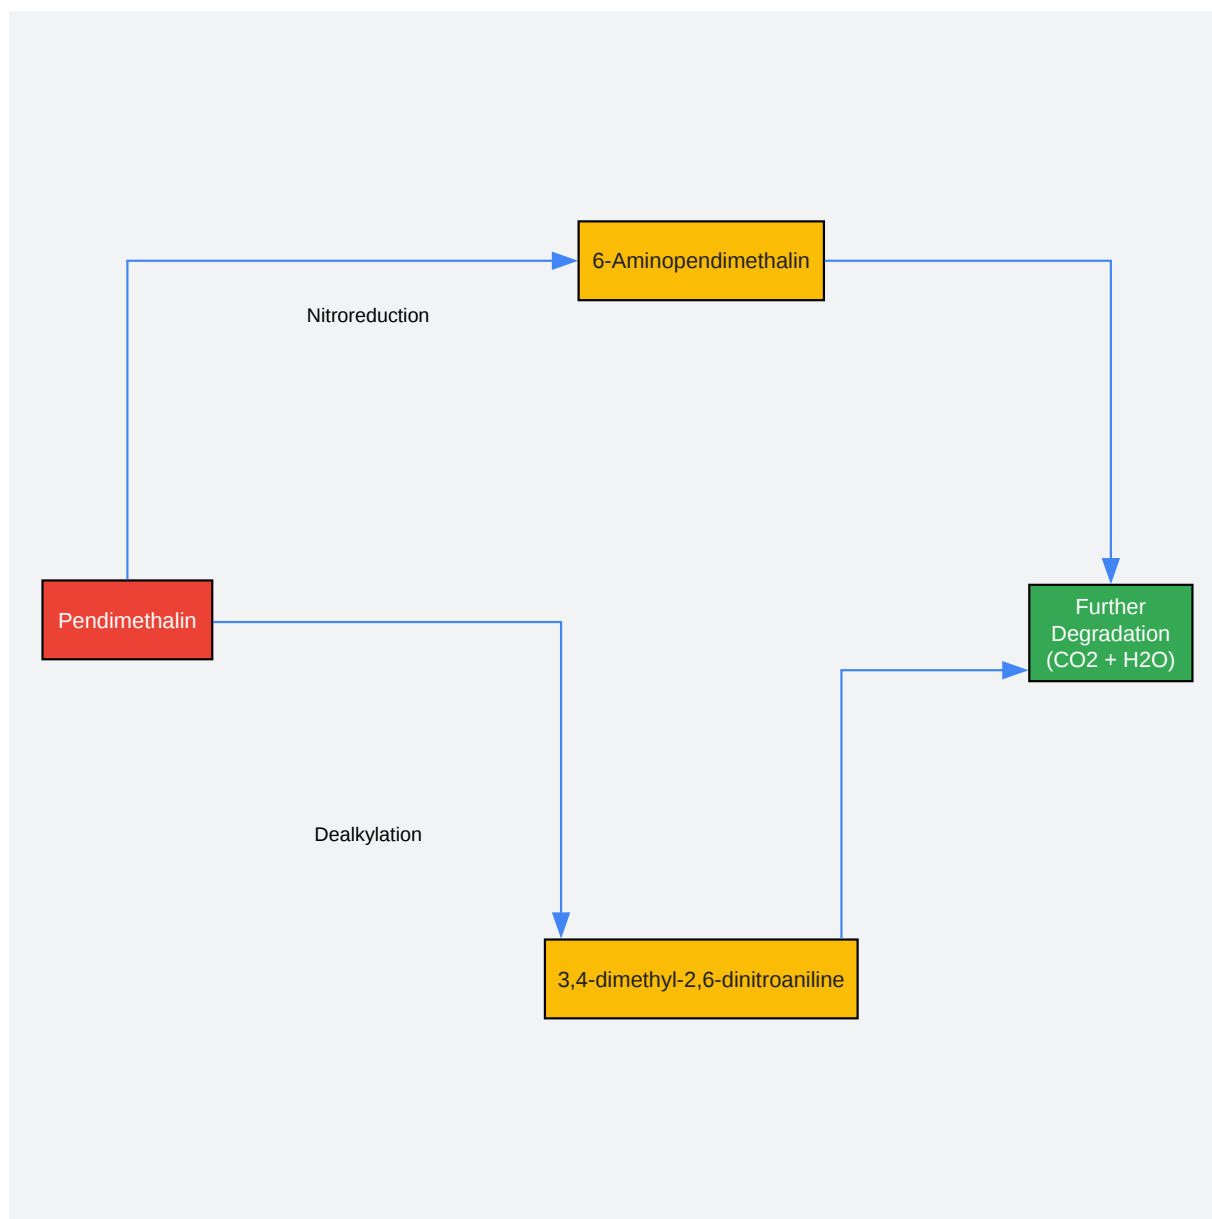 6-Aminopendimethalin
Nitroreduction
Pendimethalin
Further
Degradation
(CO2 + H2O)
Dealkylation
3,4-dimethyl-2,6-dinitroaniline